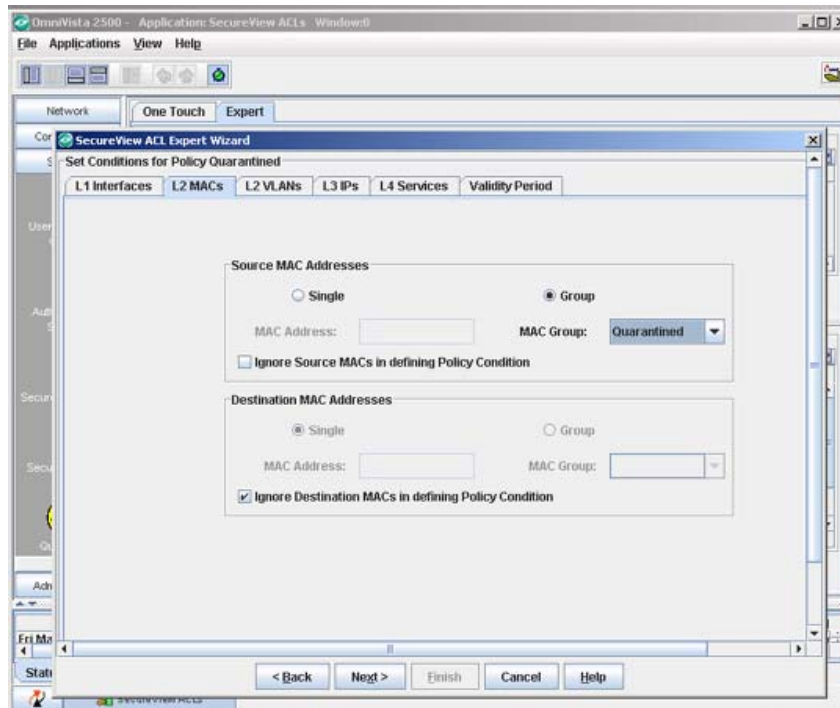 OmniVista 2500 - Application: SecureView ACLs Window:0
File Applications View Help
Network
One Touch Expert
SecureView ACL Expert Wizard
Set Conditions for Policy Quarantined
L1 Interfaces L2 MACs L2 VLANs L3 IPs L4 Services Validity Period
Source MAC Addresses
Single Group
MAC Address: MAC Group: Quarantined
Ignore Source MACs in defining Policy Condition
Destination MAC Addresses
Single Group
MAC Address: MAC Group:
Ignore Destination MACs in defining Policy Condition
< Back Next > Finish Cancel Help
SecureView ACLs